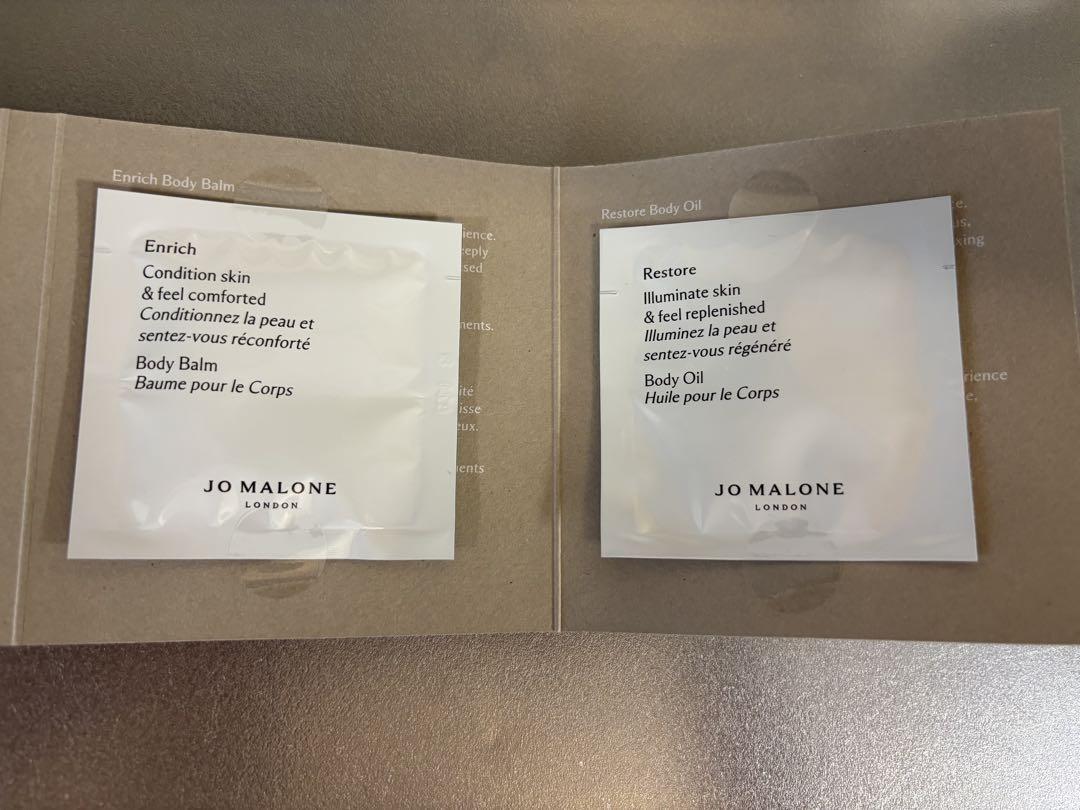 Enrich Body Balm
Enrich
Condition skin
& feel comforted
Conditionnez la peau et
sentez-vous réconforté
Body Balm
Baume pour le Corps
JO MALONE
LONDON
Restore Body Oil
Restore
Illuminate skin
& feel replenished
Illuminez la peau et
sentez-vous régénéré
Body Oil
Huile pour le Corps
JO MALONE
LONDON